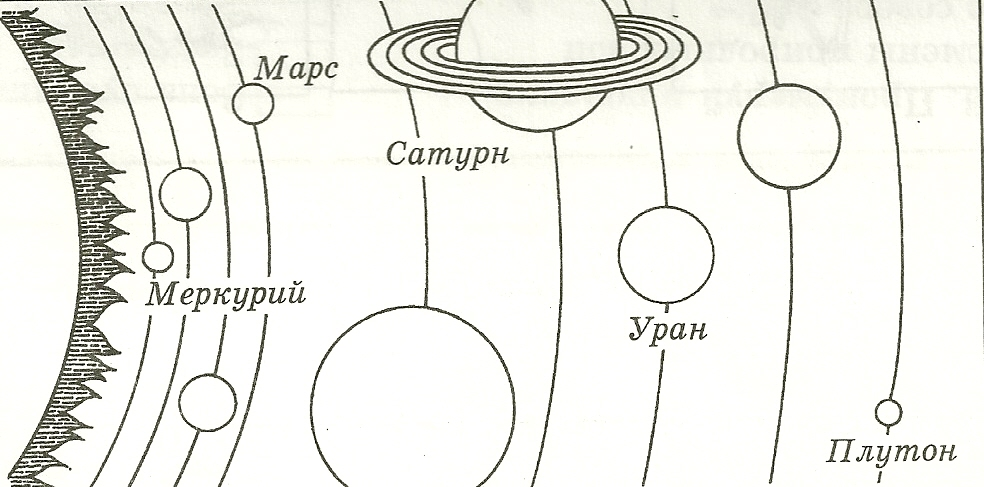 Марс
Сатурн
Меркурий
Уран
Плутон